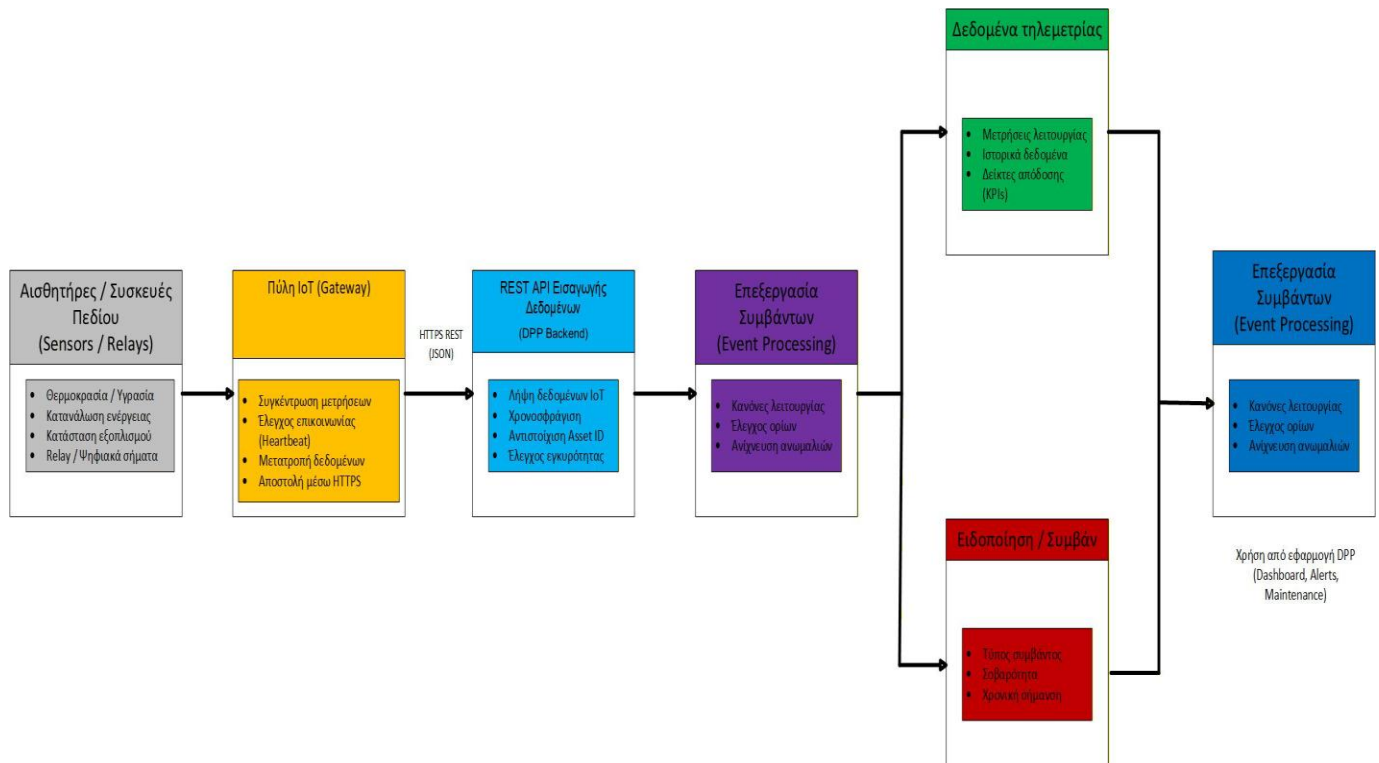 Αισθητήρες / Συσκευές
Πεδίου
(Sensors / Relays)
• Θερμοκρασία / Υγρασία
• Κατανάλωση ενέργειας
• Κατάσταση εξοπλισμού
• Relay / Ψηφιακά σήματα
Πύλη IoT (Gateway)
• Συγκέντρωση μετρήσεων
• Έλεγχος επικοινωνίας
(Heartbeat)
• Μετατροπή δεδομένων
• Αποστολή μέσω HTTPS
HTTPS REST
(JSON)
REST API Εισαγωγής
Δεδομένων
(DPP Backend)
• Λήψη δεδομένων IoT
• Χρονοσφράγιση
• Αντιστοίχιση Asset ID
• Έλεγχος εγκυρότητας
Επεξεργασία
Συμβάντων
(Event Processing)
• Κανόνες λειτουργίας
• Έλεγχος ορίων
• Ανίχνευση ανωμαλιών
Δεδομένα τηλεμετρίας
• Μετρήσεις λειτουργίας
• Ιστορικά δεδομένα
• Δείκτες απόδοσης
(KPIs)
Ειδοποίηση / Συμβάν
• Τύπος συμβάντος
• Σοβαρότητα
• Χρονική σήμανση
Επεξεργασία
Συμβάντων
(Event Processing)
• Κανόνες λειτουργίας
• Έλεγχος ορίων
• Ανίχνευση ανωμαλιών
Χρήση από εφαρμογή DPP
(Dashboard, Alerts,
Maintenance)